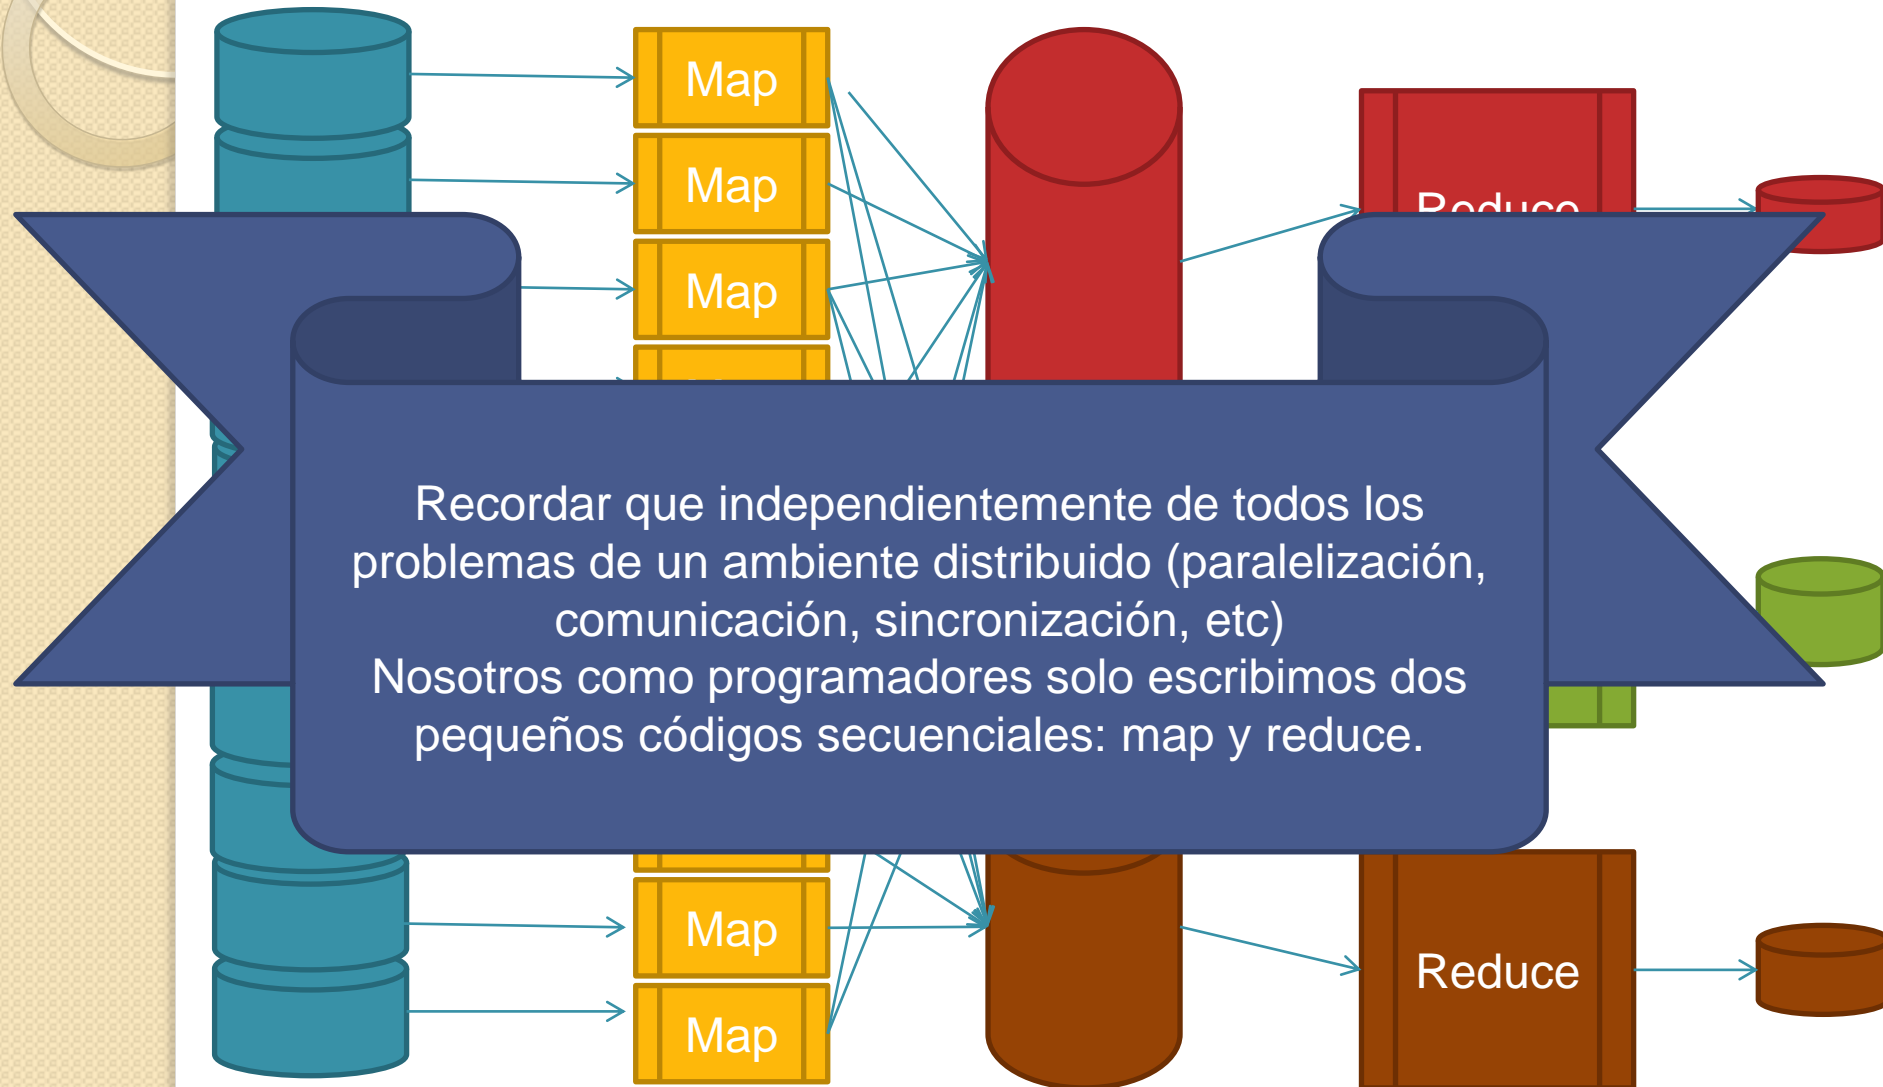 Map
Map
Map
Reduce
Recordar que independientemente de todos los
problemas de un ambiente distribuido (paralelización,
comunicación, sincronización, etc)
Nosotros como programadores solo escribimos dos
pequeños códigos secuenciales: map y reduce.
Map
Map
Reduce